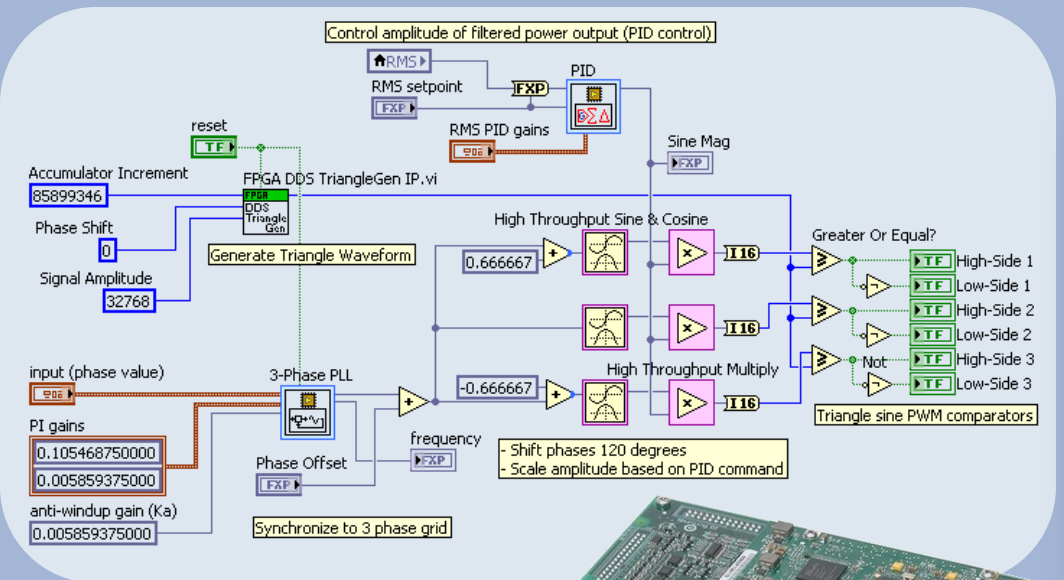 Control amplitude of filtered power output (PID control)
RMS
PID
RMS setpoint
FXP
FXP
RMS PID gains
reset
TF
Sine Mag
FXP
Accumulator Increment
85899346
FPGA DDS TriangleGen IP.vi
FPGA
DDS
Triangle
Gen
Phase Shift
0
Generate Triangle Waveform
Signal Amplitude
32768
High Throughput Sine & Cosine
0.666667
I16
Greater Or Equal?
TF
High-Side 1
TF
Low-Side 1
I16
TF
High-Side 2
TF
Low-Side 2
High Throughput Multiply
-0.666667
I16
Not
TF
High-Side 3
TF
Low-Side 3
Triangle sine PWM comparators
input (phase value)
3-Phase PLL
PI gains
0.105468750000
0.005859375000
frequency
FXP
Phase Offset
FXP
- Shift phases 120 degrees
- Scale amplitude based on PID command
anti-windup gain (Ka)
0.005859375000
Synchronize to 3 phase grid